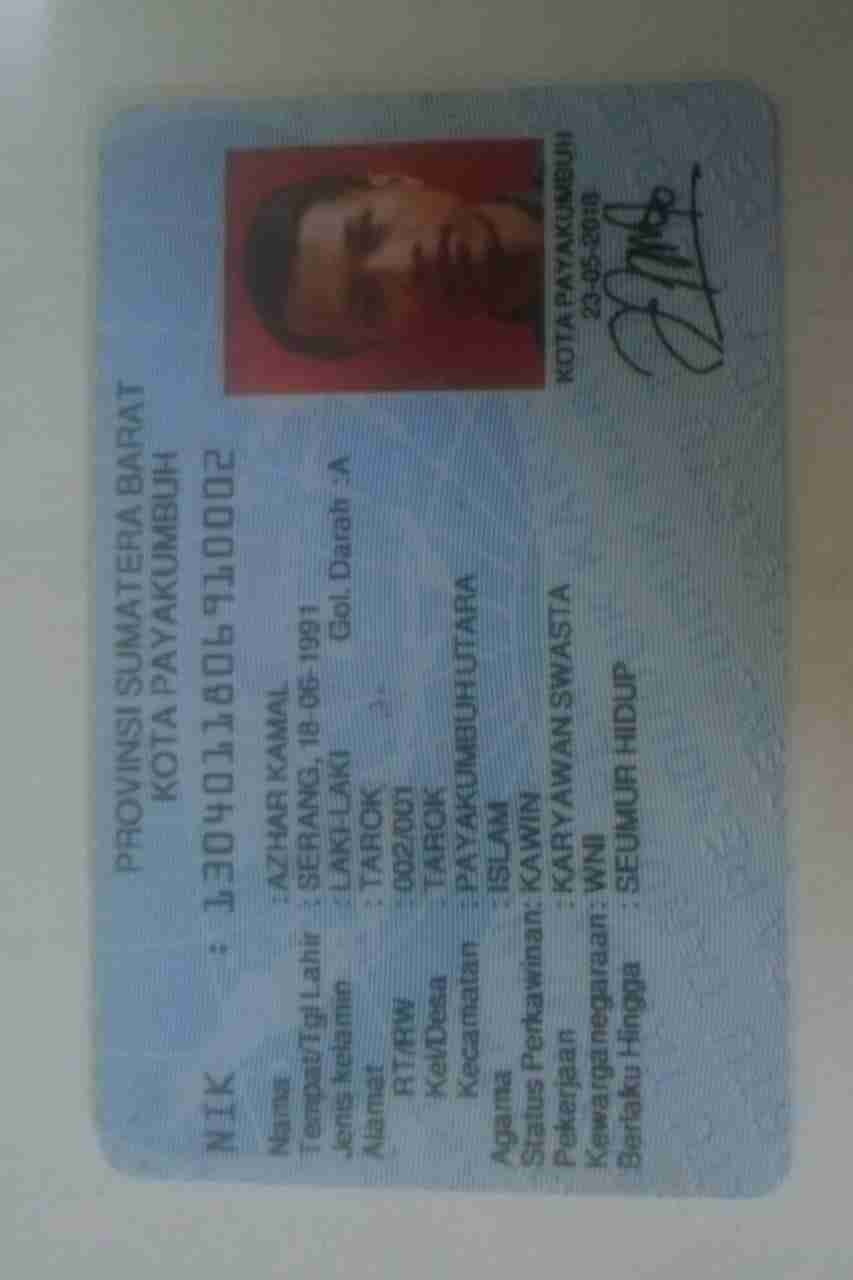 PROVINSI SUMATERA BARAT
KOTA PAYAKUMBUH
NIK : 1304011806910002
Nama : AZHAR KAMAL
Tempat/Tgl Lahir : SERANG, 18-06-1991
Jenis kelamin : LAKI-LAKI Gol. Darah :A
Alamat : TAROK
RT/RW : 002/001
Kel/Desa : TAROK
Kecamatan : PAYAKUMBUH UTARA
Agama : ISLAM
Status Perkawinan: KAWIN
Pekerjaan : KARYAWAN SWASTA
Kewarganegaraan: WNI
Berlaku Hingga : SEUMUR HIDUP
KOTA PAYAKUMBUH
23-05-2018